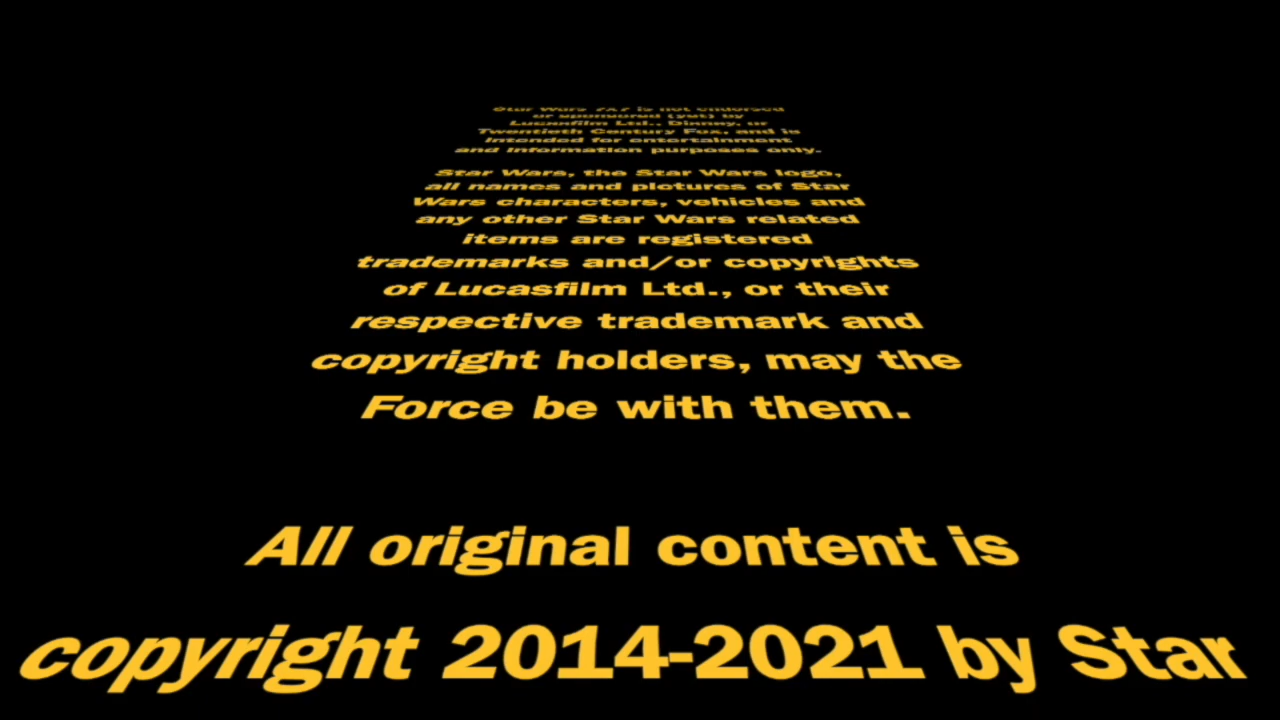 Star Wars 7x7 is not endorsed
or sponsored (yet) by
Lucasfilm Ltd., Disney, or
Twentieth Century Fox, and is
intended for entertainment
and information purposes only.
Star Wars, the Star Wars logo,
all names and pictures of Star
Wars characters, vehicles and
any other Star Wars related
items are registered
trademarks and/or copyrights
of Lucasfilm Ltd., or their
respective trademark and
copyright holders, may the
Force be with them.
All original content is
copyright 2014-2021 by Star